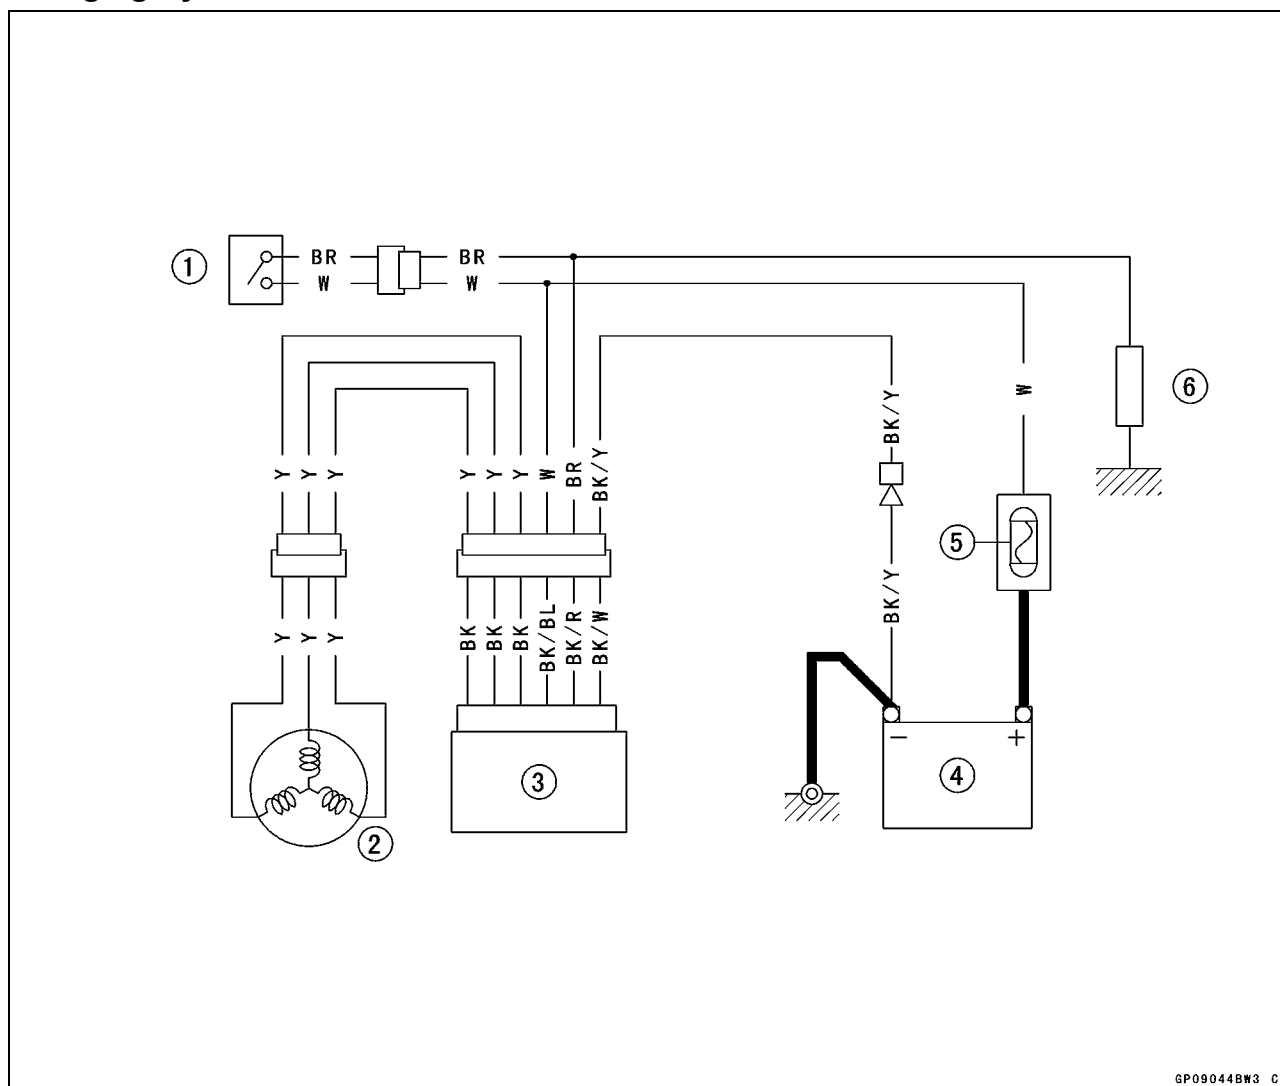 1 BR BR
W W
6
W
BK/Y
Y Y Y Y Y Y W BR BK/Y
5
Y Y Y BK BK BK BK/BL BK/R BK/W BK/Y
− +
3 4
2
GP09044BW3 C